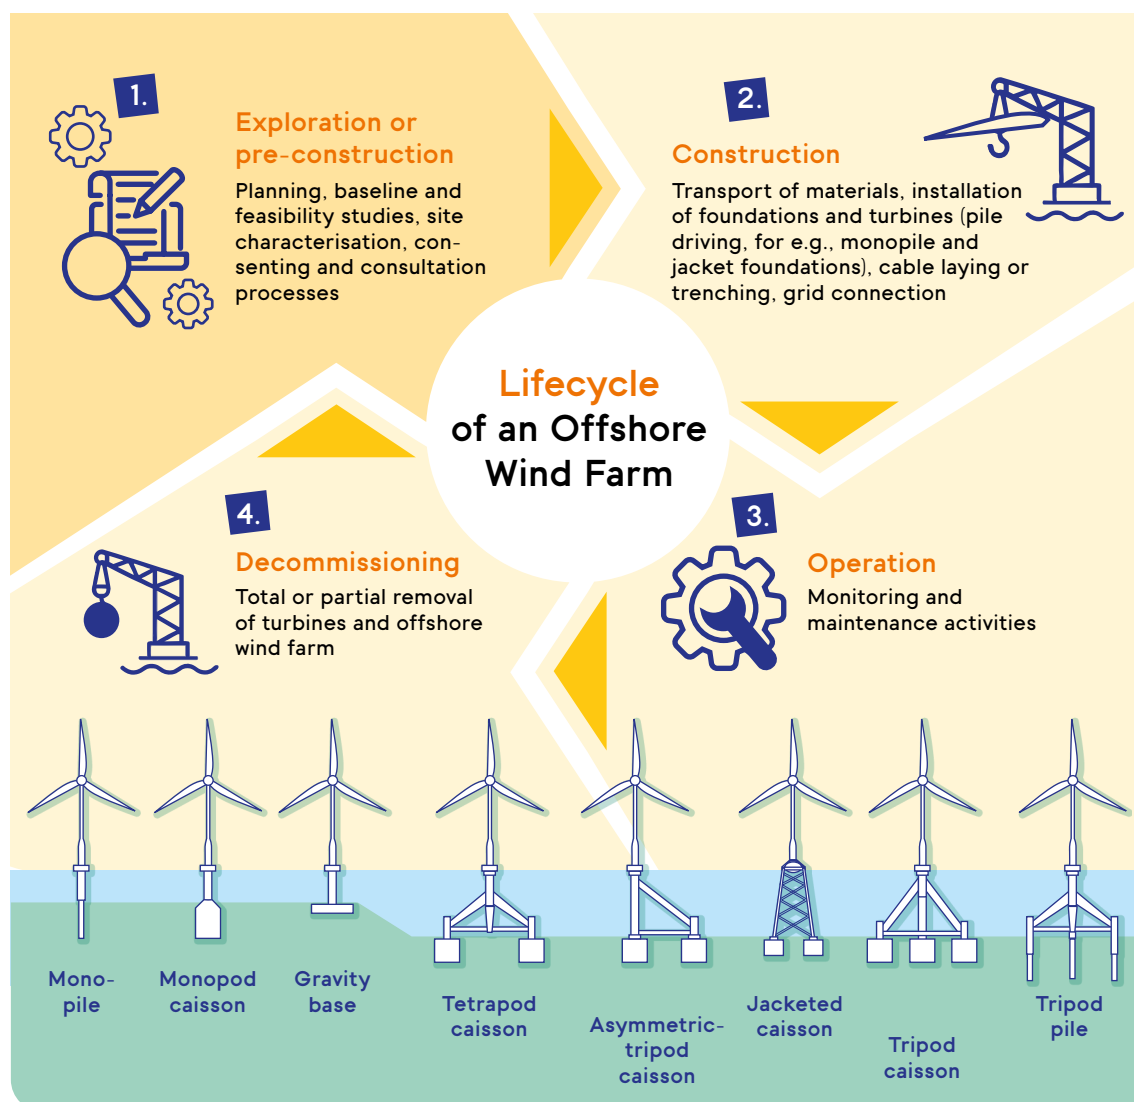 1.
Exploration or
pre-construction
Planning, baseline and
feasibility studies, site
characterisation, con-
senting and consultation
processes
2.
Construction
Transport of materials, installation
of foundations and turbines (pile
driving, for e.g., monopile and
jacket foundations), cable laying or
trenching, grid connection
Lifecycle
of an Offshore
Wind Farm
3.
Operation
Monitoring and
maintenance activities
4.
Decommissioning
Total or partial removal
of turbines and offshore
wind farm
Mono-
pile
Monopod
caisson
Gravity
base
Tetrapod
caisson
Asymmetric-
tripod
caisson
Jacketed
caisson
Tripod
caisson
Tripod
pile